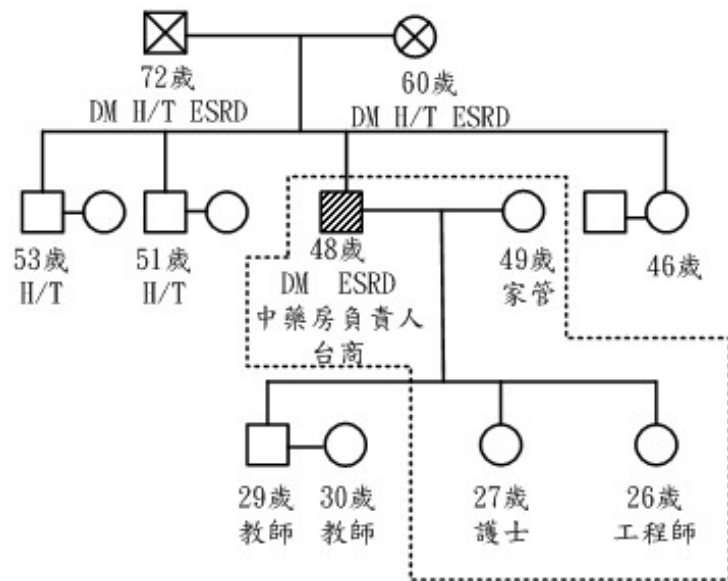 72歲
60歲
DM H/T ESRD
DM H/T ESRD
53歲
H/T
51歲
H/T
48歲
DM ESRD
中藥房負責人
台商
49歲
家管
46歲
29歲
教師
30歲
教師
27歲
護士
26歲
工程師